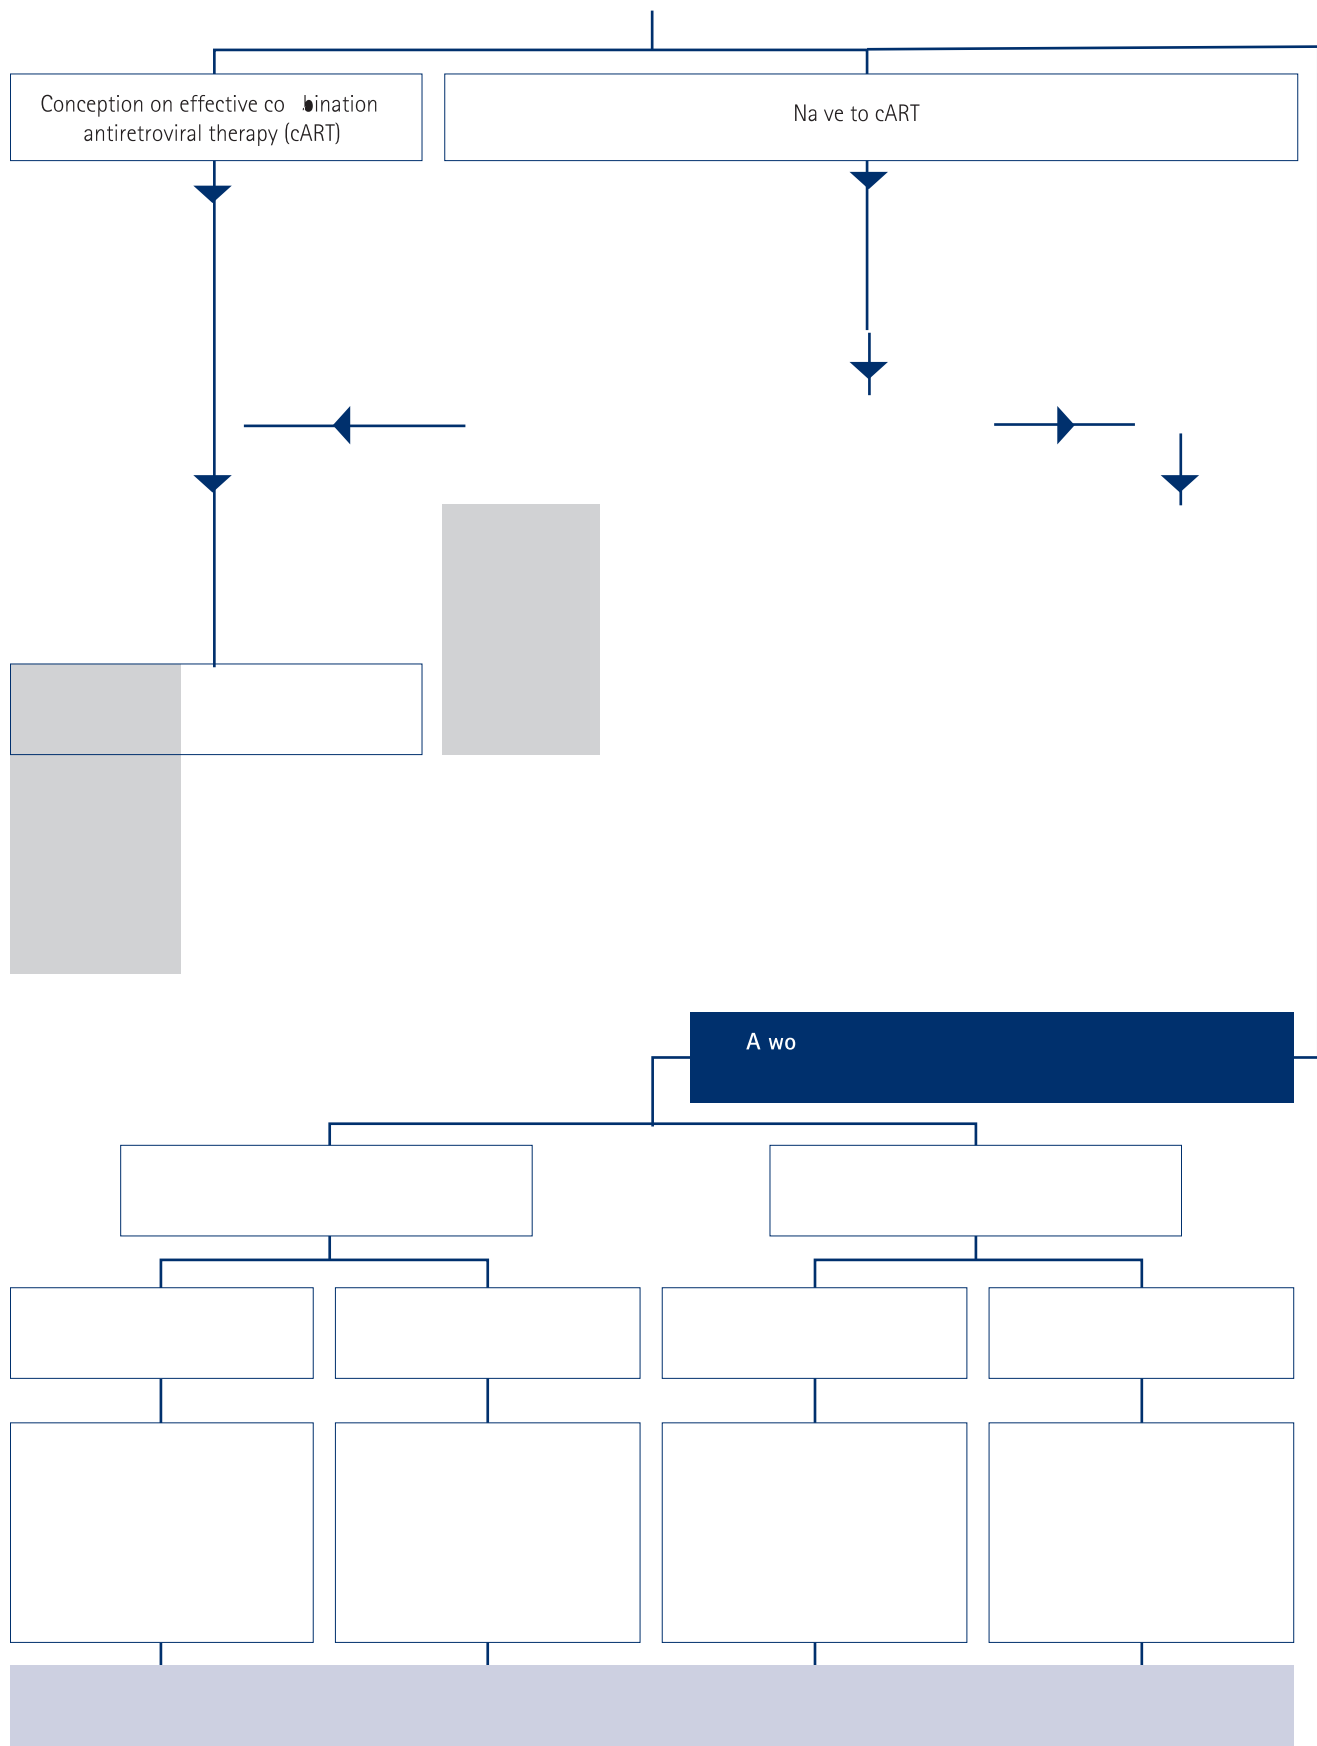 Conception on effective co bination
antiretroviral therapy (cART)
Na ve to cART
A wo